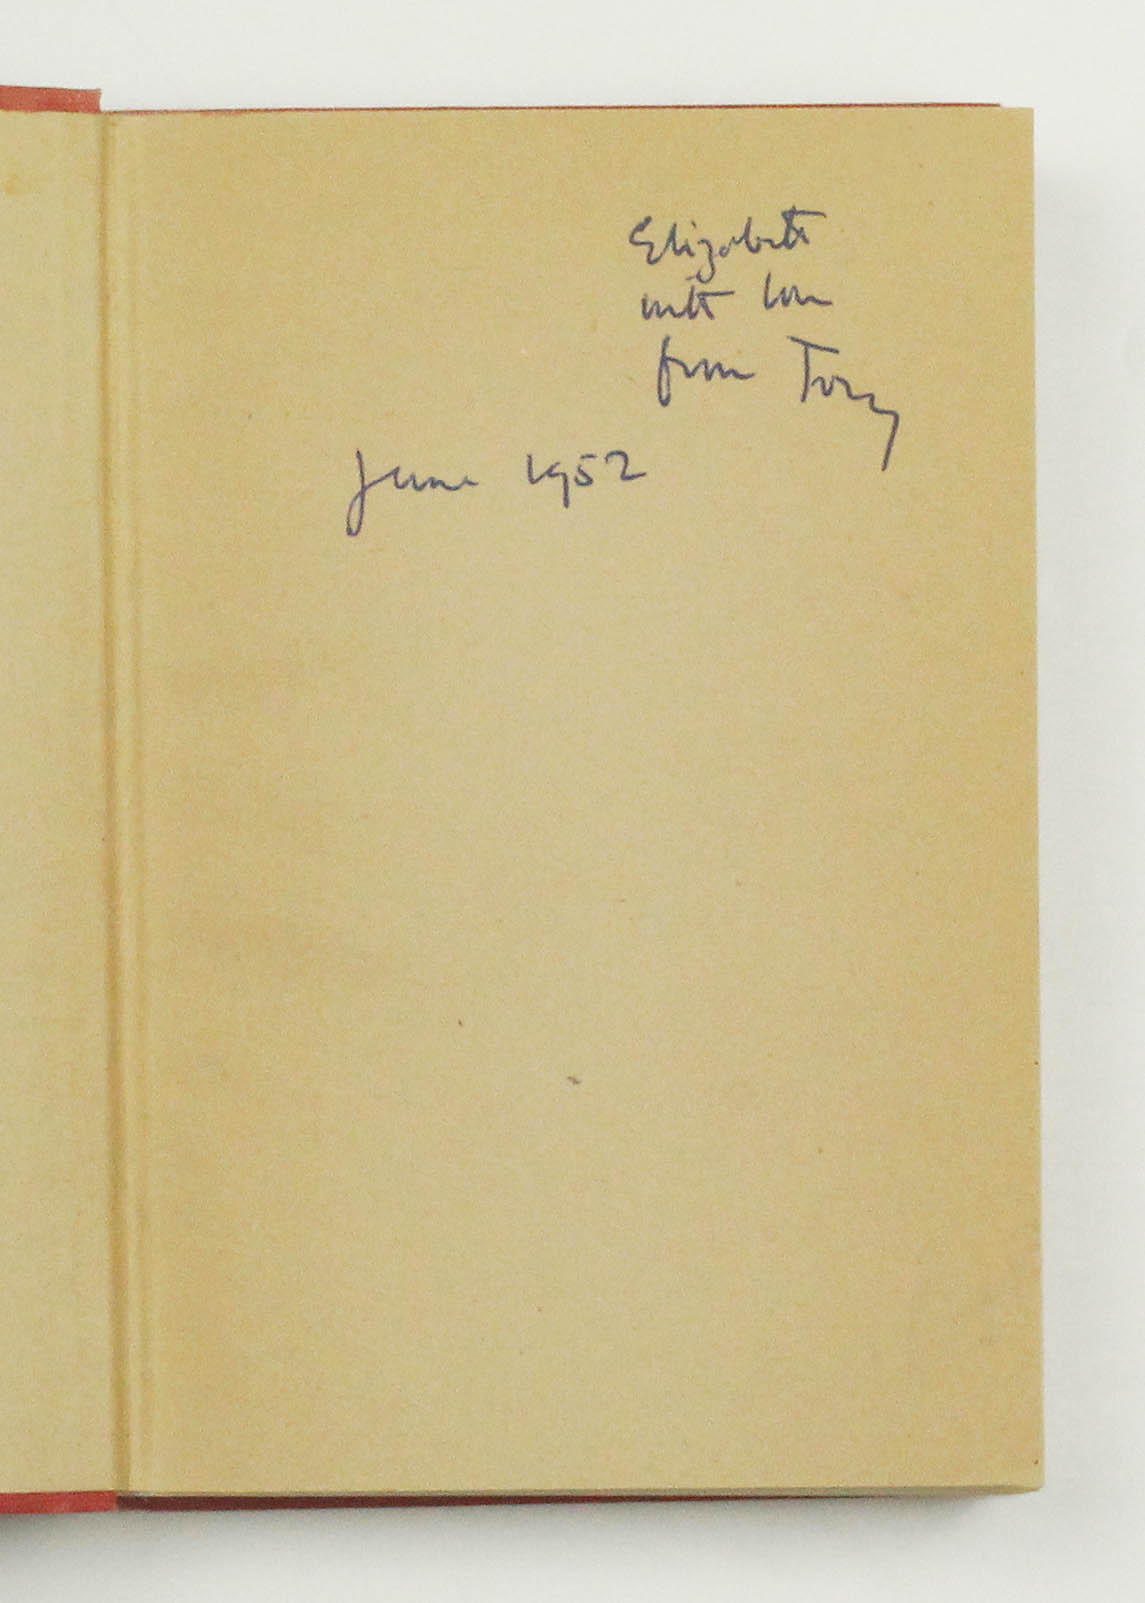 Elizabeth
with love
from Tony
June 1952